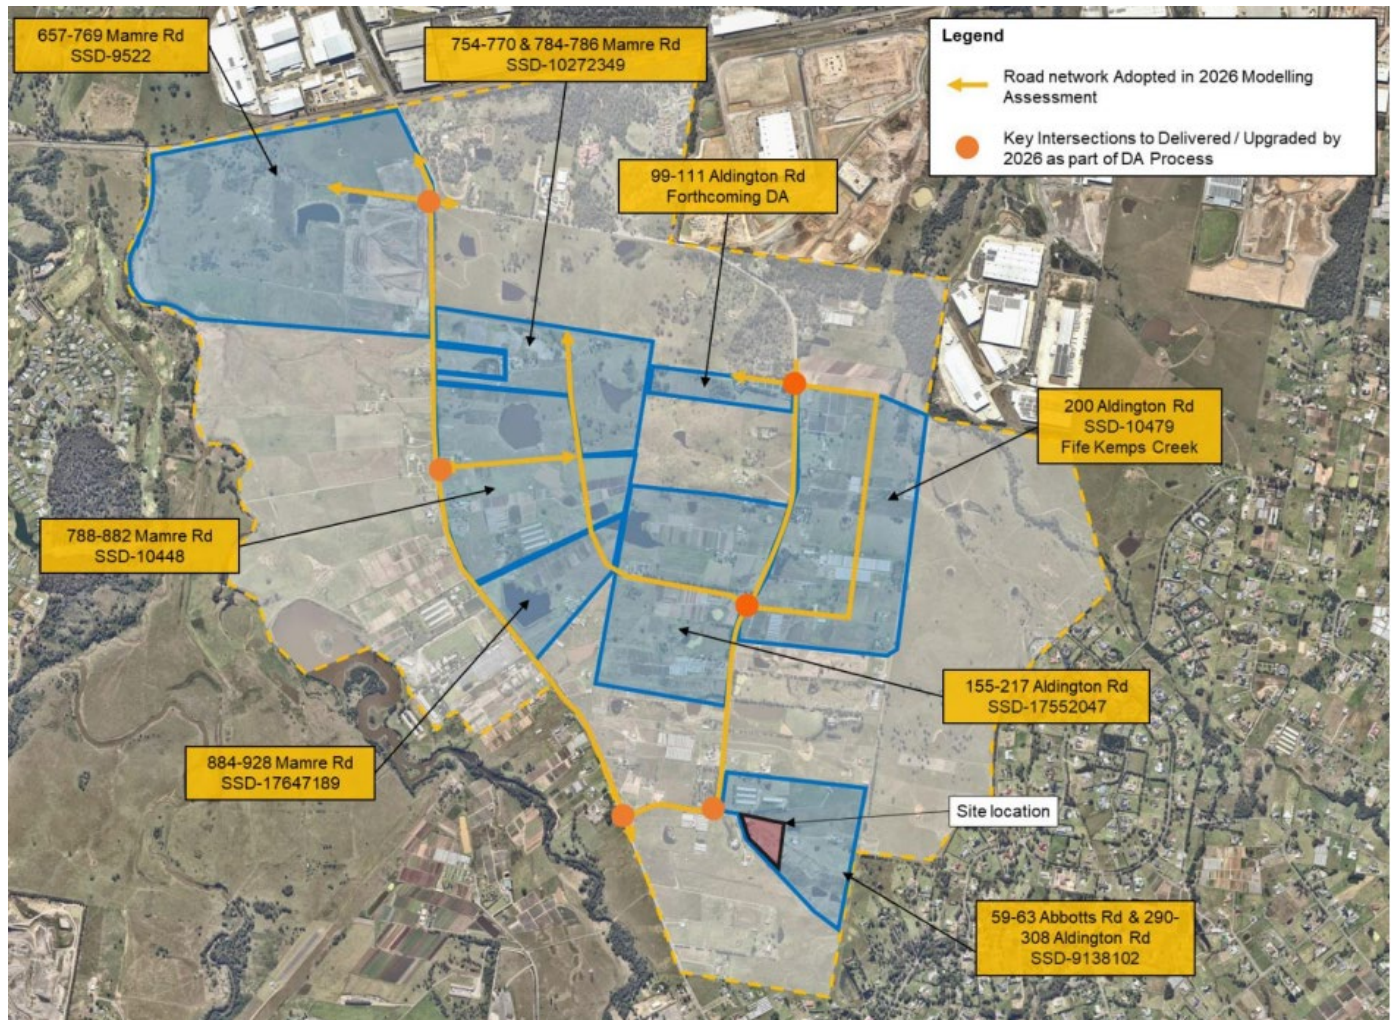 657-769 Mamre Rd
SSD-9522
754-770 & 784-786 Mamre Rd
SSD-10272349
Legend
Road network Adopted in 2026 Modelling
Assessment
Key Intersections to Delivered / Upgraded by
2026 as part of DA Process
99-111 Aldington Rd
Forthcoming DA
200 Aldington Rd
SSD-10479
Fife Kemps Creek
788-882 Mamre Rd
SSD-10448
155-217 Aldington Rd
SSD-17552047
884-928 Mamre Rd
SSD-17647189
Site location
59-63 Abbotts Rd & 290-
308 Aldington Rd
SSD-9138102